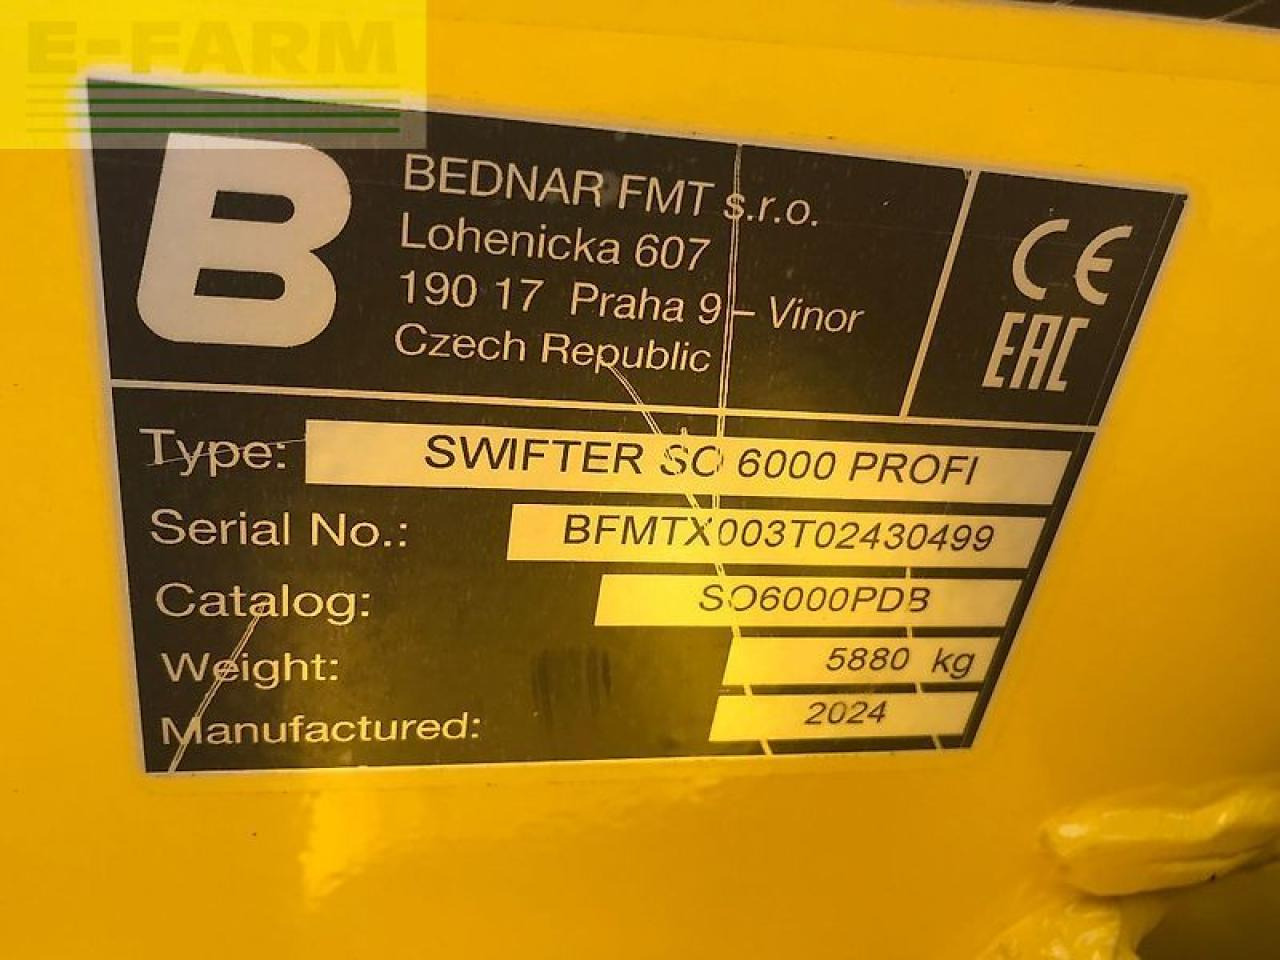 E-FARM
B
BEDNAR FMT s.r.o.
Lohenicka 607
190 17 Praha 9 – Vinor
Czech Republic
CE
EAC
Type: SWIFTER SO 6000 PROFI
Serial No.: BFMTX003T02430499
Catalog: SO6000PDB
Weight: 5880 kg
Manufactured: 2024